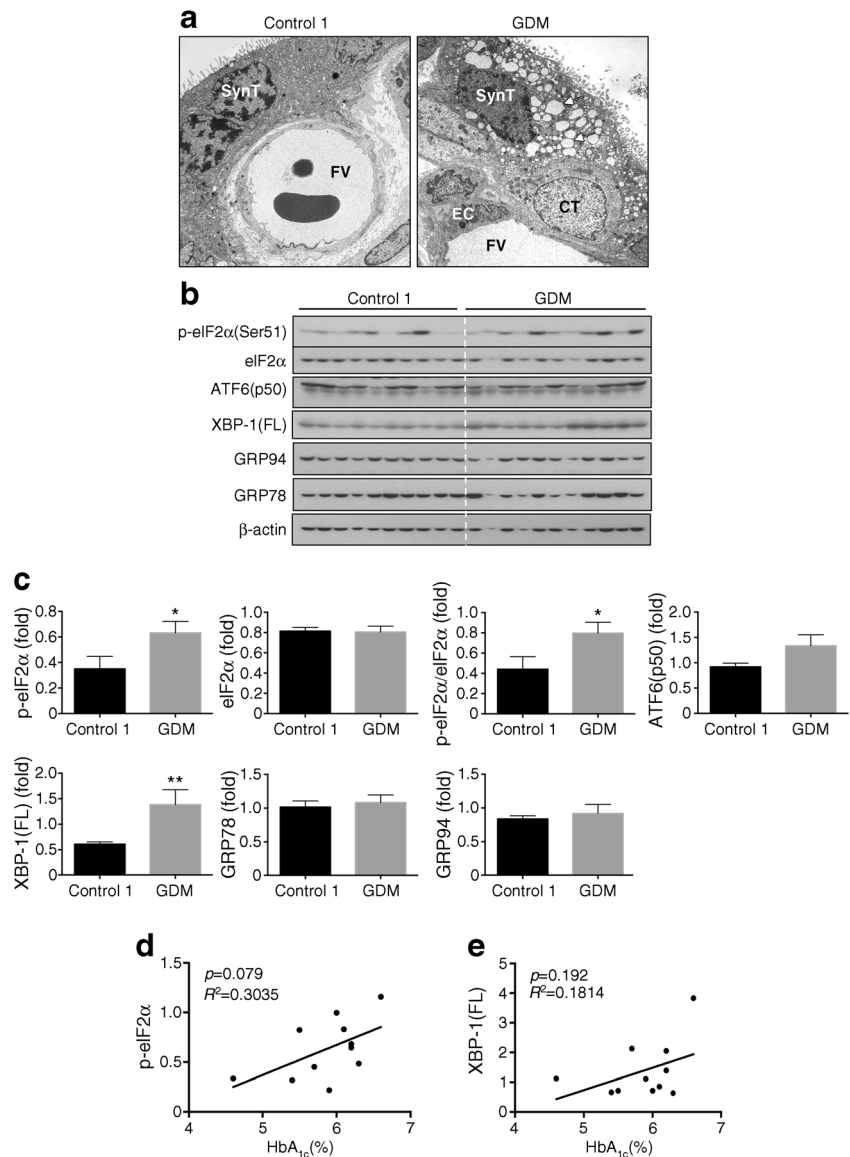 a
Control 1 GDM
SynT
FV
SynT
EC
CT
FV
b
Control 1 GDM
p-eIF2α(Ser51)
eIF2α
ATF6(p50)
XBP-1(FL)
GRP94
GRP78
β-actin
c
p-eIF2α (fold)
0.8
0.6
0.4
0.2
0
*
Control 1 GDM
eIF2α (fold)
1.0
0.8
0.6
0.4
0.2
0
Control 1 GDM
p-eIF2α/eIF2α (fold)
1.0
0.8
0.6
0.4
0.2
0
*
Control 1 GDM
ATF6(p50) (fold)
2.0
1.5
1.0
0.5
0
Control 1 GDM
XBP-1(FL) (fold)
2.0
1.5
1.0
0.5
0
**
Control 1 GDM
GRP78 (fold)
1.5
1.0
0.5
0
Control 1 GDM
GRP94 (fold)
1.5
1.0
0.5
0
Control 1 GDM
d
p-eIF2α
1.5
1.0
0.5
0
p=0.079
R²=0.3035
4 5 6 7
HbA1c(%)
e
XBP-1(FL)
5
4
3
2
1
0
p=0.192
R²=0.1814
4 5 6 7
HbA1c(%)